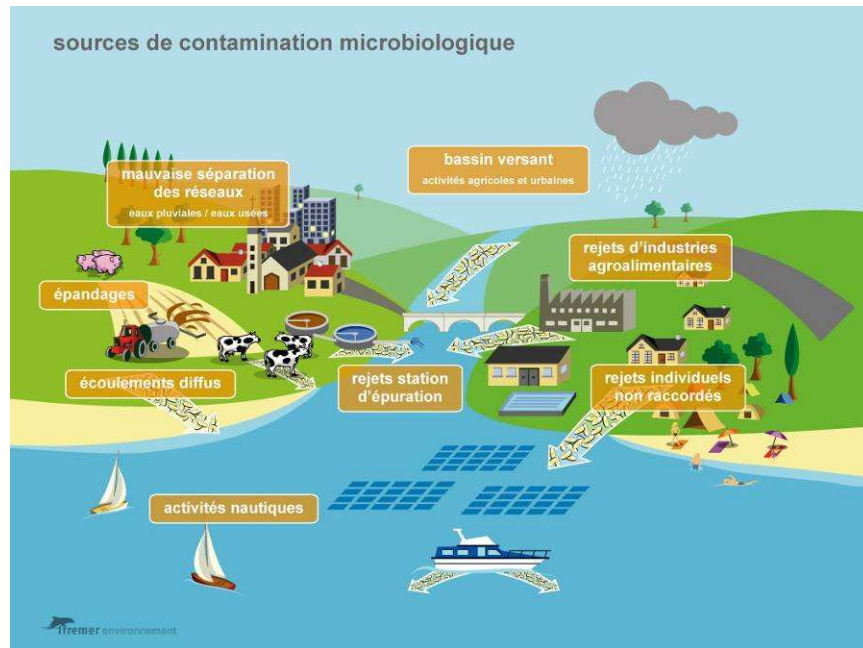 sources de contamination microbiologique
mauvaise séparation
des réseaux
eaux pluviales / eaux usées
bassin versant
activités agricoles et urbaines
rejets d'industries
agroalimentaires
épandages
écoulements diffus
rejets station
d'épuration
rejets individuels
non raccordés
activités nautiques
Ifremer environnement